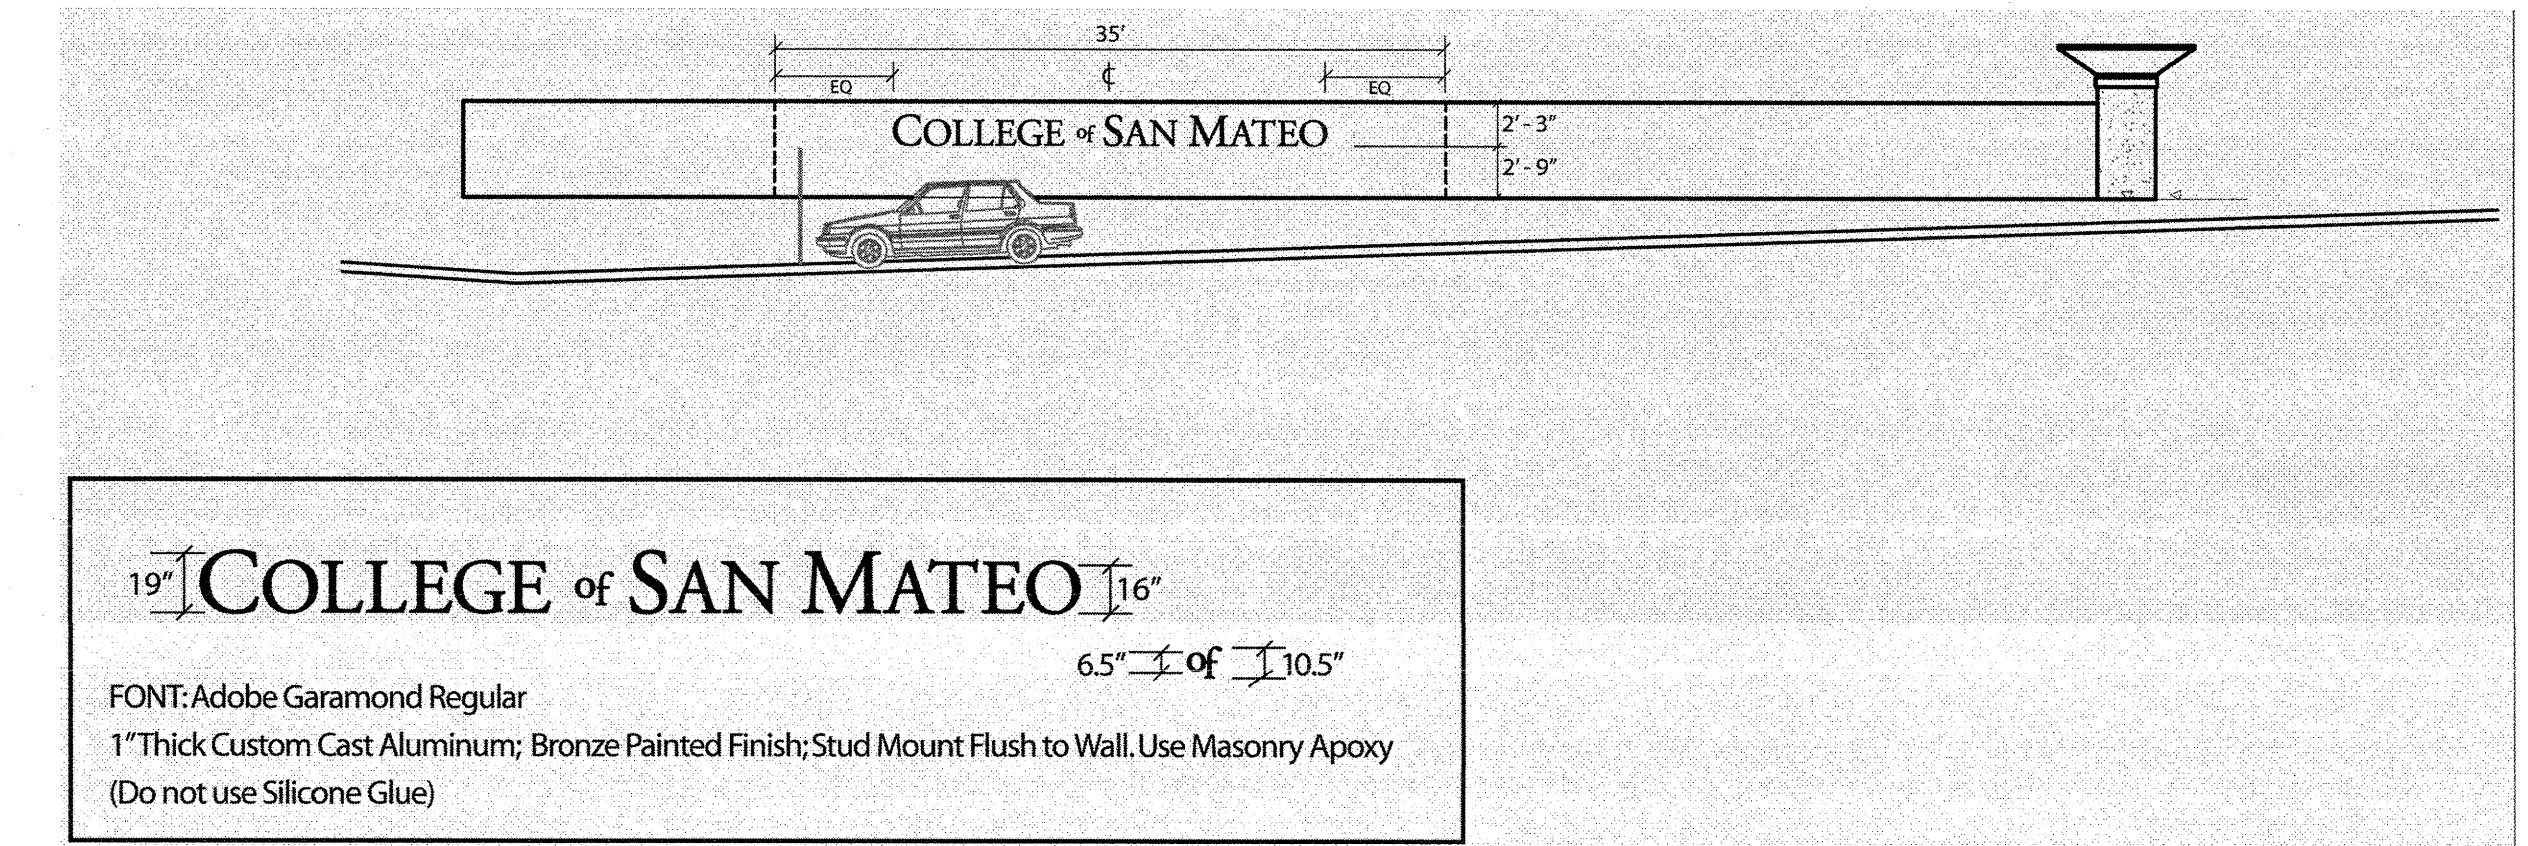 35'
EQ ℄ EQ
COLLEGE of SAN MATEO
2'-3"
2'-9"
19" COLLEGE of SAN MATEO 16"
6.5" of 10.5"
FONT: Adobe Garamond Regular
1" Thick Custom Cast Aluminum; Bronze Painted Finish; Stud Mount Flush to Wall. Use Masonry Apoxy
(Do not use Silicone Glue)